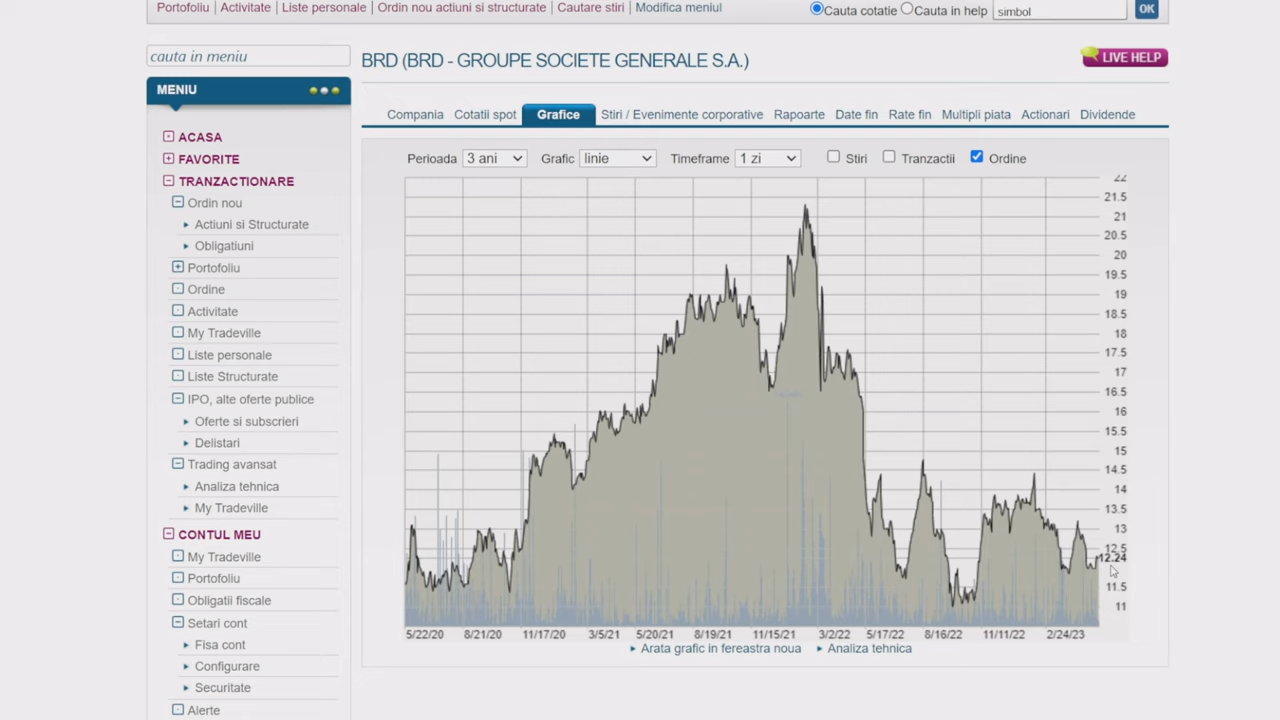 Portofoliu | Activitate | Liste personale | Ordin nou actiuni si structurate | Cautare stiri | Modifica meniul
Cauta cotatie Cauta in help simbol OK
cauta in meniu
BRD (BRD - GROUPE SOCIETE GENERALE S.A.)
LIVE HELP
MENIU
Compania Cotatii spot Grafice Stiri / Evenimente corporative Rapoarte Date fin Rate fin Multipli piata Actionari Dividende
Perioada 3 ani Grafic linie Timeframe 1 zi Stiri Tranzactii Ordine
ACASA
FAVORITE
TRANZACTIONARE
Ordin nou
Actiuni si Structurate
Obligatiuni
Portofoliu
Ordine
Activitate
My Tradeville
Liste personale
Liste Structurate
IPO, alte oferte publice
Oferte si subscrieri
Delistari
Trading avansat
Analiza tehnica
My Tradeville
CONTUL MEU
My Tradeville
Portofoliu
Obligatii fiscale
Setari cont
Fisa cont
Configurare
Securitate
Alerte
22
21.5
21
20.5
20
19.5
19
18.5
18
17.5
17
16.5
16
15.5
15
14.5
14
13.5
13
12.5
12.24
11.5
11
5/22/20 8/21/20 11/17/20 3/5/21 5/20/21 8/19/21 11/15/21 3/2/22 5/17/22 8/16/22 11/11/22 2/24/23
Arata grafic in fereastra noua Analiza tehnica